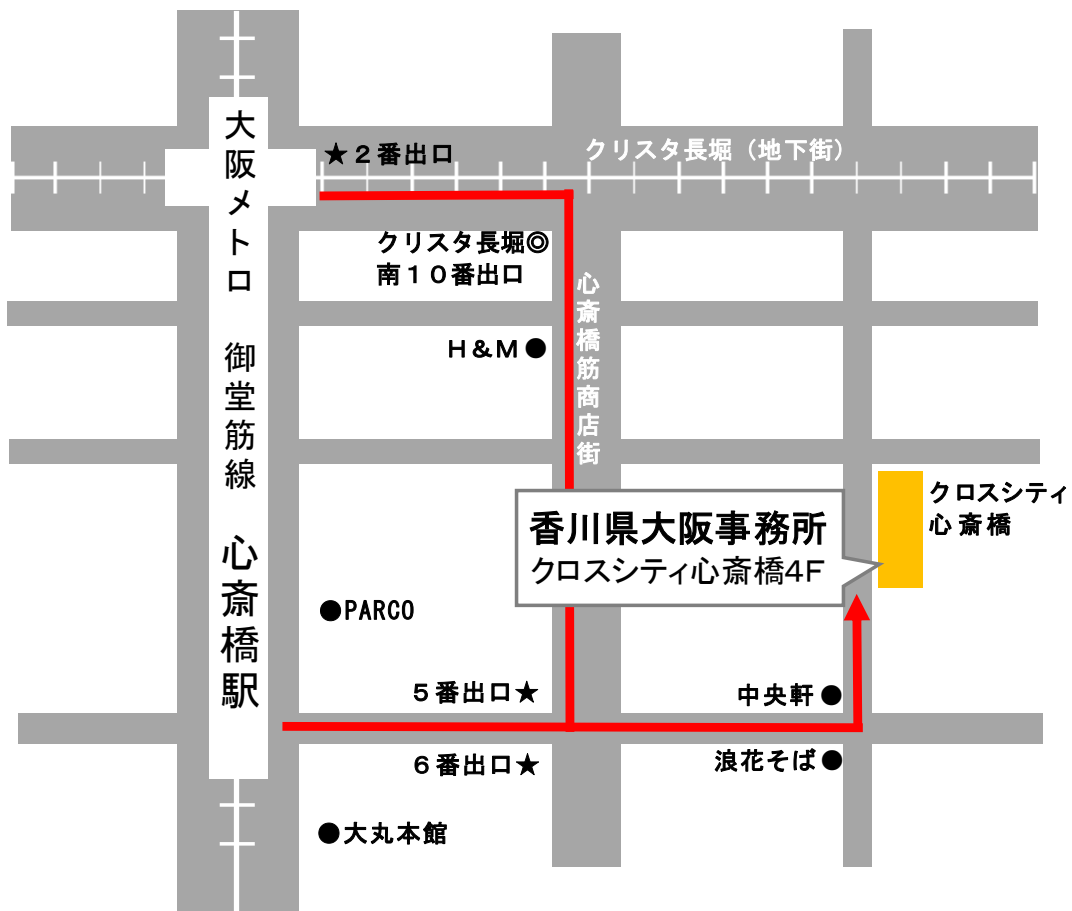 大阪メトロ　御堂筋線　心斎橋駅
★２番出口
クリスタ長堀（地下街）
クリスタ長堀◎
南１０番出口
心斎橋筋商店街
Ｈ＆Ｍ●
クロスシティ
心斎橋
香川県大阪事務所
クロスシティ心斎橋4F
●PARCO
５番出口★
中央軒●
６番出口★
浪花そば●
●大丸本館